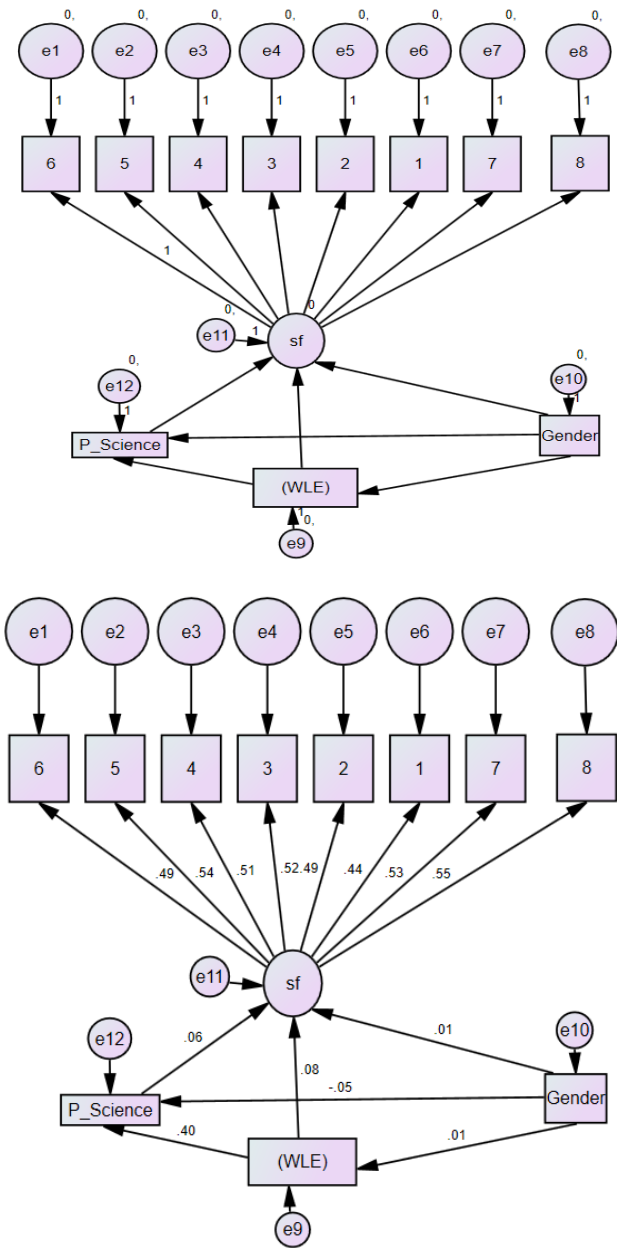 0, 0, 0, 0, 0, 0, 0, 0,
e1 e2 e3 e4 e5 e6 e7 e8
1 1 1 1 1 1 1 1
6 5 4 3 2 1 7 8
1
0, 0
e11 1 sf
0, 0,
e12 e10
1 1
P_Science Gender
(WLE)
1 0,
e9
e1 e2 e3 e4 e5 e6 e7 e8
6 5 4 3 2 1 7 8
.49 .54 .51 .52 .49 .44 .53 .55
e11 sf
e12 .06 .01 e10
.08
-.05
P_Science Gender
.40 .01
(WLE)
e9